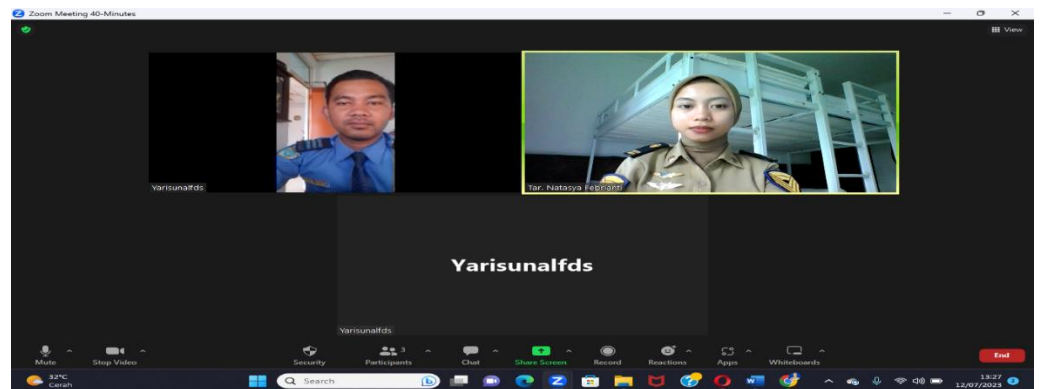 Zoom Meeting 40-Minutes
View
Yarisunalfds
Tar. Natasya Febrianti
Yarisunalfds
Yarisunalfds
Mute
Stop Video
Security
Participants
3
Chat
Share Screen
Record
Reactions
Apps
Whiteboards
End
32°C
Cerah
Search
13:27
12/07/2023